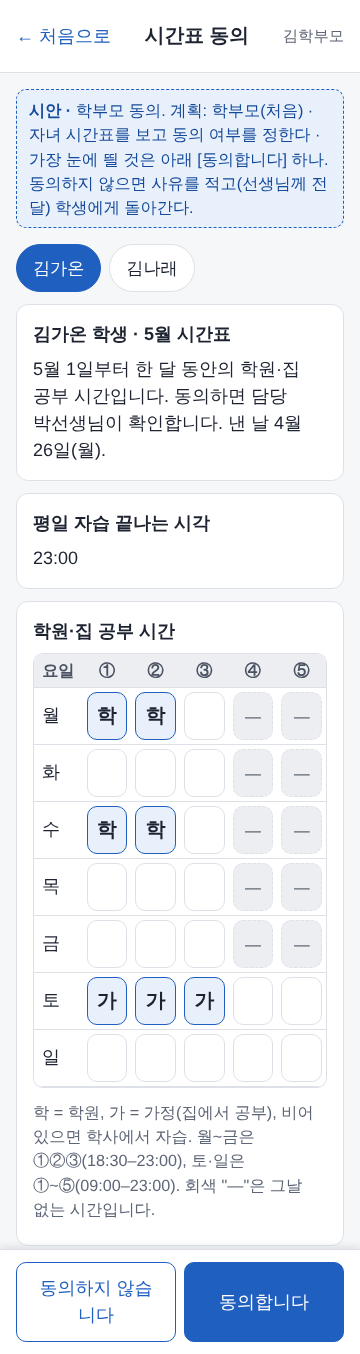 ← 처음으로 시간표 동의 김학부모
시안 · 학부모 동의. 계획: 학부모(처음) ·
자녀 시간표를 보고 동의 여부를 정한다 ·
가장 눈에 띌 것은 아래 [동의합니다] 하나.
동의하지 않으면 사유를 적고(선생님께 전
달) 학생에게 돌아간다.
김가온 김나래
김가온 학생 · 5월 시간표
5월 1일부터 한 달 동안의 학원·집
공부 시간입니다. 동의하면 담당
박선생님이 확인합니다. 낸 날 4월
26일(월).
평일 자습 끝나는 시각
23:00
학원·집 공부 시간
요일 ① ② ③ ④ ⑤
월 학 학 — —
화 — —
수 학 학 — —
목 — —
금 — —
토 가 가 가
일
학 = 학원, 가 = 가정(집에서 공부), 비어
있으면 학사에서 자습. 월~금은
①②③(18:30–23:00), 토·일은
①~⑤(09:00–23:00). 회색 "—"은 그날
없는 시간입니다.
동의하지 않습
니다
동의합니다